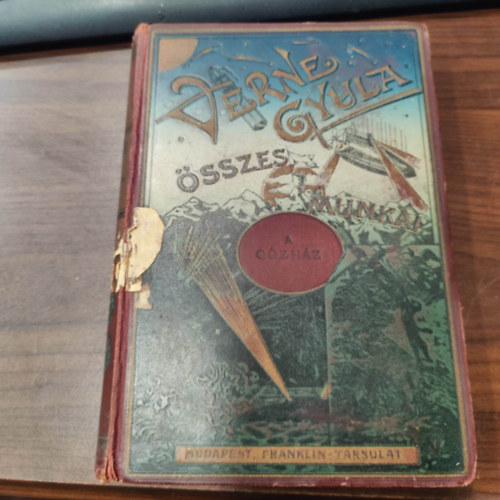 VERNE
GYULA
ÖSSZES
MUNKÁI
A
GŐZHÁZ
BUDAPEST, FRANKLIN-TÁRSULAT